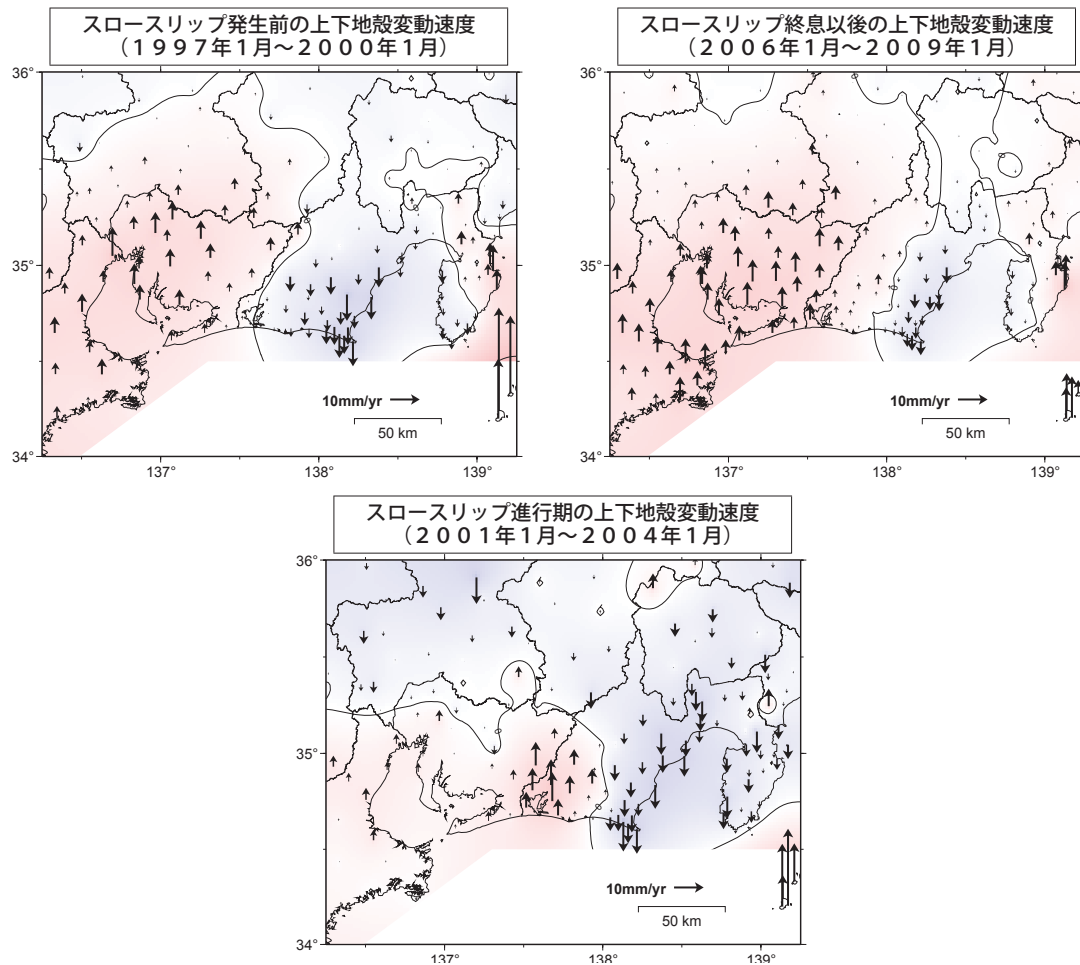 スロースリップ発生前の上下地殻変動速度
（１９９７年１月～２０００年１月）
36°
35°
34°
137°
138°
139°
10mm/yr
50 km
スロースリップ終息以後の上下地殻変動速度
（２００６年１月～２００９年１月）
36°
35°
34°
137°
138°
139°
10mm/yr
50 km
スロースリップ進行期の上下地殻変動速度
（２００１年１月～２００４年１月）
36°
35°
34°
137°
138°
139°
10mm/yr
50 km